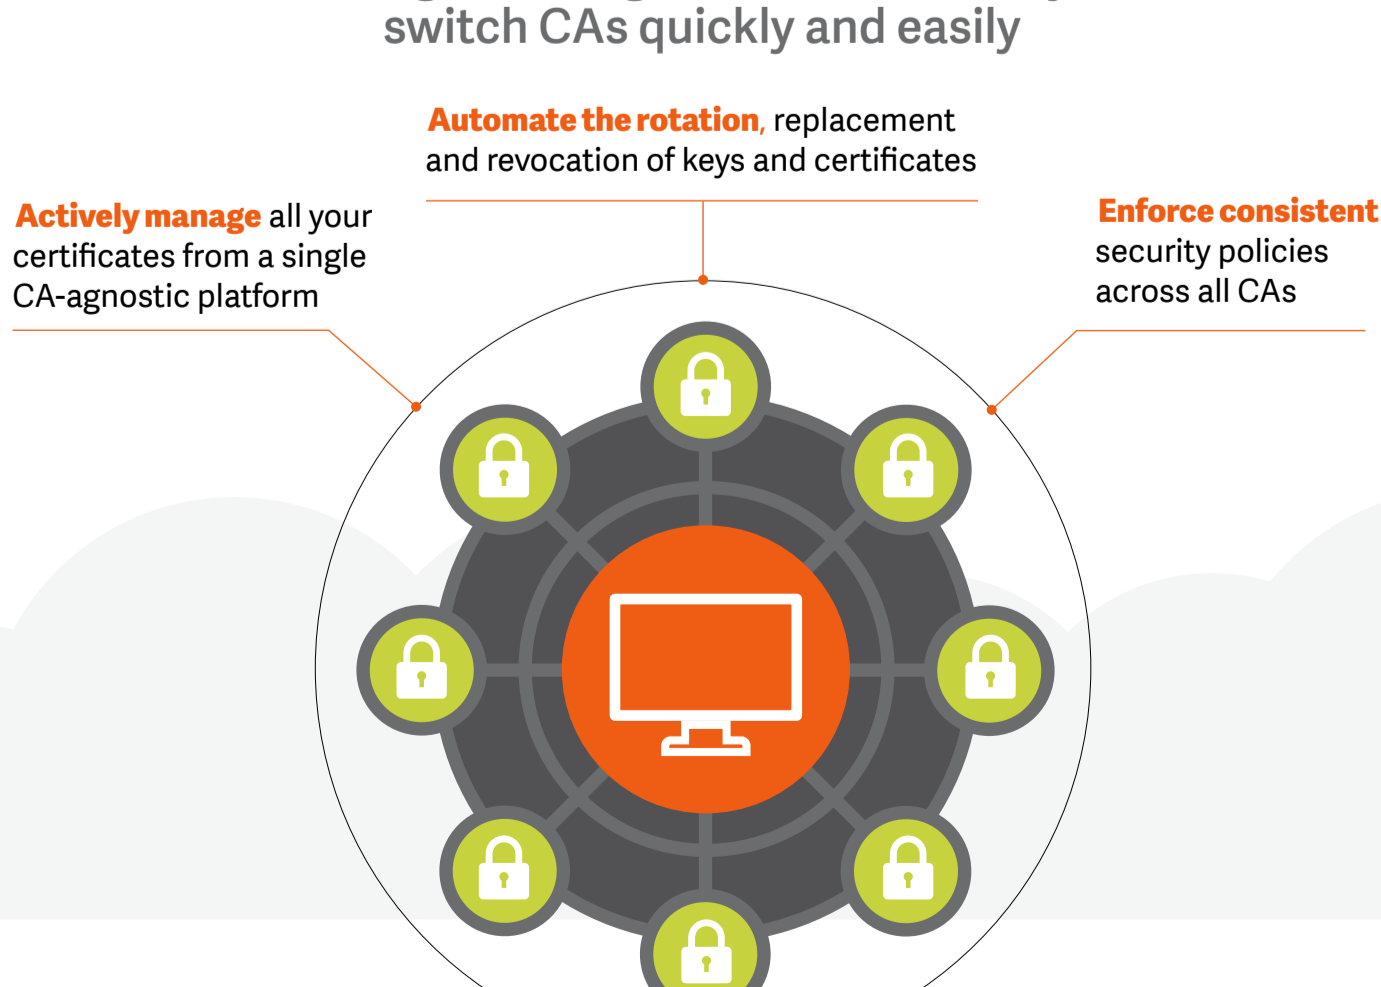 switch CAs quickly and easily
Automate the rotation, replacement
and revocation of keys and certificates
Actively manage all your
certificates from a single
CA-agnostic platform
Enforce consistent
security policies
across all CAs